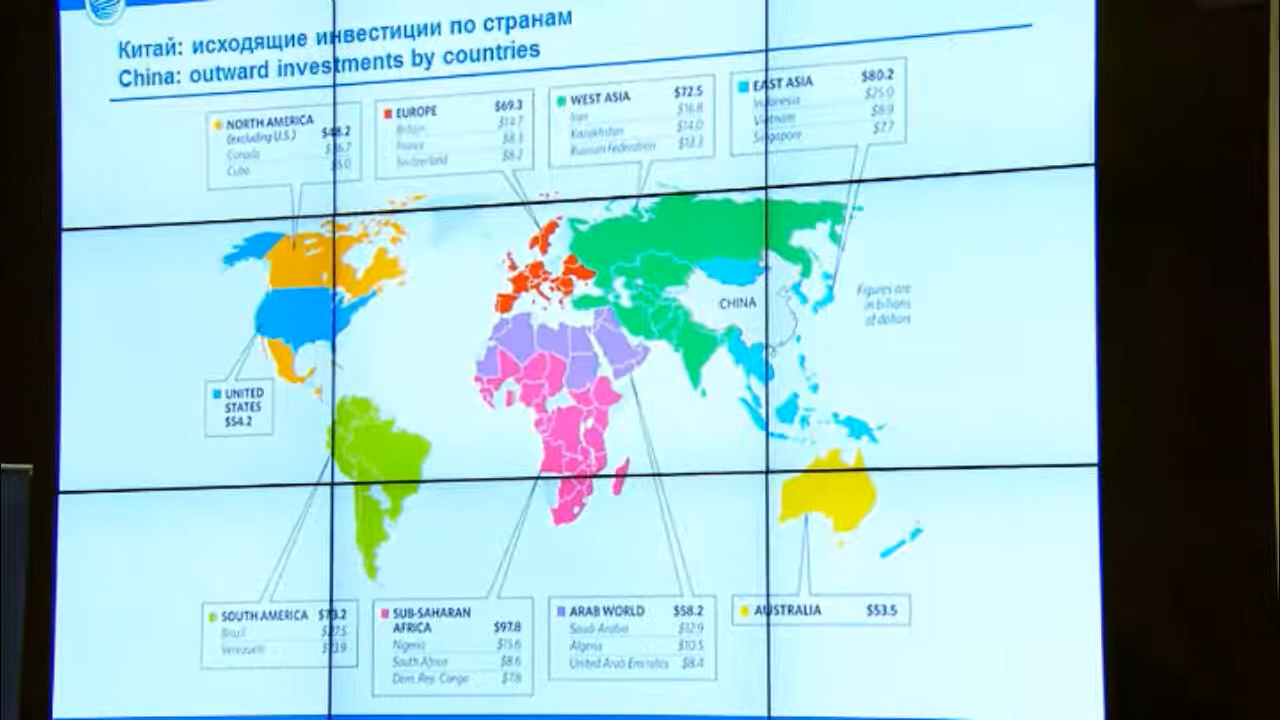 Китай: исходящие инвестиции по странам
China: outward investments by countries
NORTH AMERICA
(excluding U.S.) $48.2
Canada
Cuba
EUROPE $69.3
Britain $14.7
France $8.3
Switzerland $8.2
WEST ASIA $72.5
Iran $16.8
Kazakhstan $14.0
Russian Federation $13.3
EAST ASIA $80.2
Indonesia $25.0
Vietnam $8.9
Singapore $7.7
CHINA
Figures are
in billions
of dollars
UNITED
STATES
$54.2
SOUTH AMERICA $73.2
Brazil
Venezuela
SUB-SAHARAN
AFRICA $97.8
Nigeria $15.6
South Africa $8.6
Dem. Rep. Congo $7.8
ARAB WORLD $58.2
Saudi Arabia $12.9
Algeria $10.5
United Arab Emirates $8.4
AUSTRALIA $53.5